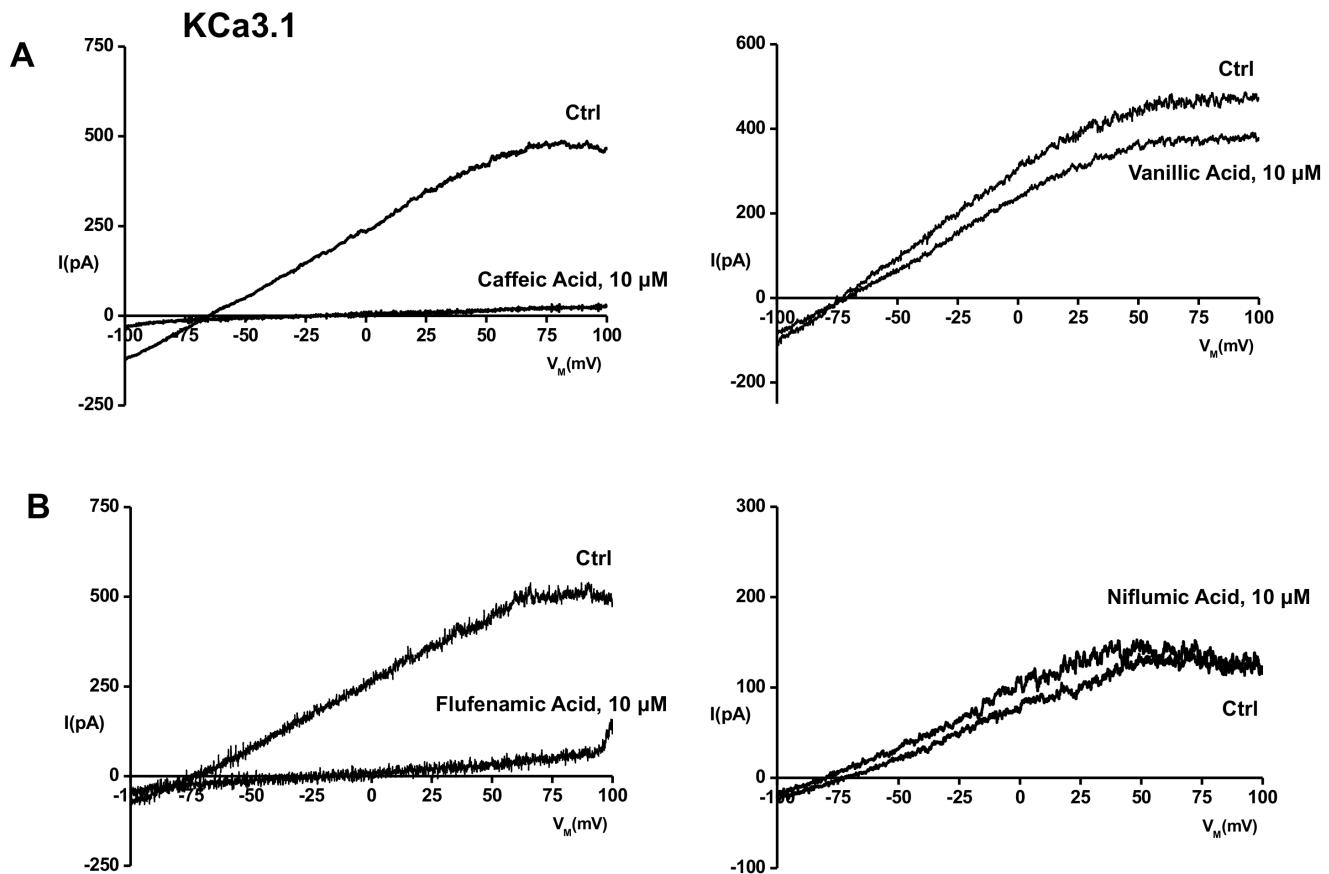 KCa3.1
A
750
500
250
0
-250
I(pA)
-100
-75
-50
-25
0
25
50
75
100
VM(mV)
Ctrl
Caffeic Acid, 10 µM
600
400
200
0
-200
I(pA)
-100
-75
-50
-25
0
25
50
75
100
VM(mV)
Ctrl
Vanillic Acid, 10 µM
B
750
500
250
0
-250
I(pA)
-100
-75
-50
-25
0
25
50
75
100
VM(mV)
Ctrl
Flufenamic Acid, 10 µM
300
200
100
0
-100
I(pA)
-100
-75
-50
-25
0
25
50
75
100
VM(mV)
Niflumic Acid, 10 µM
Ctrl